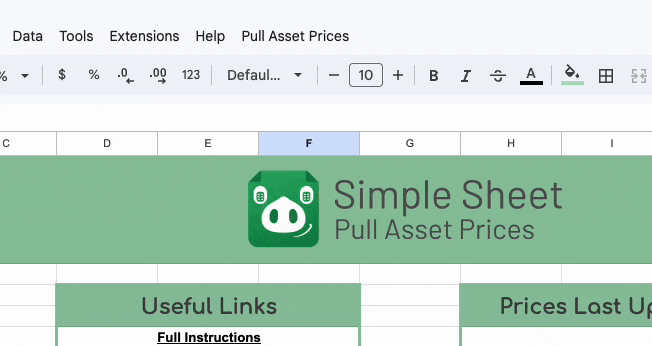 Data Tools Extensions Help Pull Asset Prices
% $ % .0 .00 123 Defaul... − 10 + B I S A
C D E F G H I
Simple Sheet
Pull Asset Prices
Useful Links Prices Last Up
Full Instructions